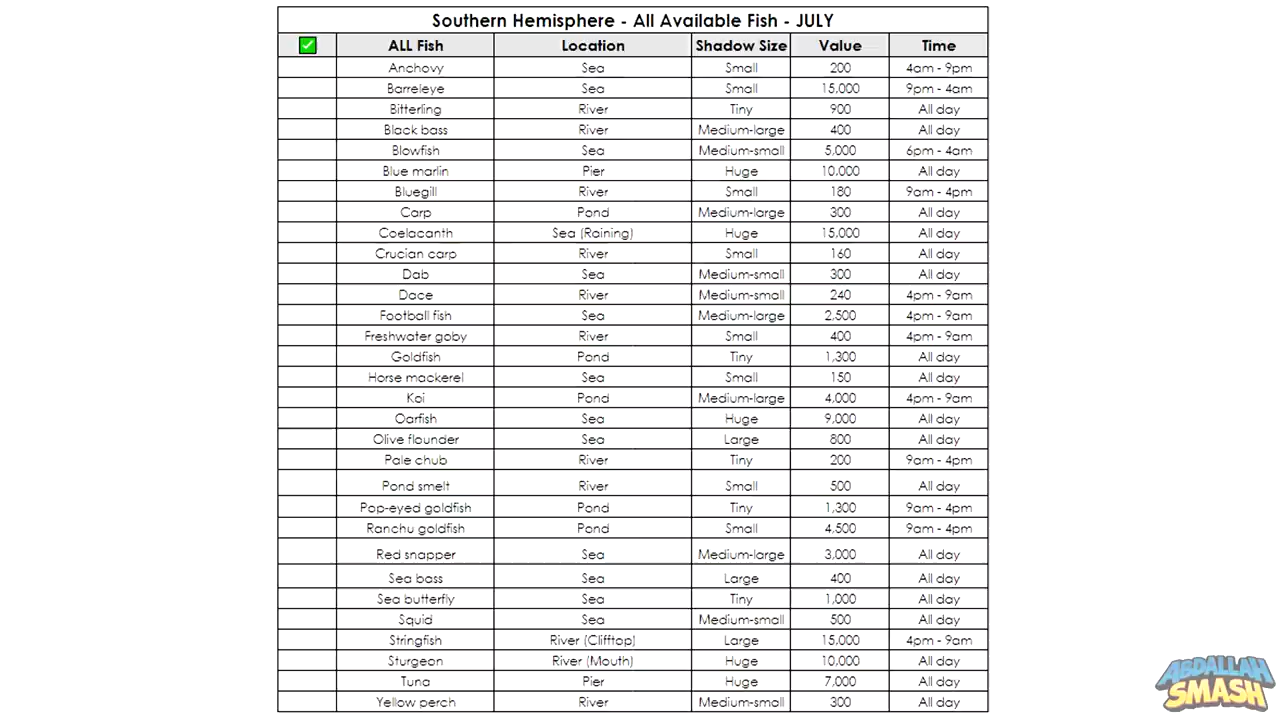 Southern Hemisphere - All Available Fish - JULY
ALL Fish Location Shadow Size Value Time
Anchovy Sea Small 200 4am - 9pm
Barreleye Sea Small 15,000 9pm - 4am
Bitterling River Tiny 900 All day
Black bass River Medium-large 400 All day
Blowfish Sea Medium-small 5,000 6pm - 4am
Blue marlin Pier Huge 10,000 All day
Bluegill River Small 180 9am - 4pm
Carp Pond Medium-large 300 All day
Coelacanth Sea (Raining) Huge 15,000 All day
Crucian carp River Small 160 All day
Dab Sea Medium-small 300 All day
Dace River Medium-small 240 4pm - 9am
Football fish Sea Medium-large 2,500 4pm - 9am
Freshwater goby River Small 400 4pm - 9am
Goldfish Pond Tiny 1,300 All day
Horse mackerel Sea Small 150 All day
Koi Pond Medium-large 4,000 4pm - 9am
Oarfish Sea Huge 9,000 All day
Olive flounder Sea Large 800 All day
Pale chub River Tiny 200 9am - 4pm
Pond smelt River Small 500 All day
Pop-eyed goldfish Pond Tiny 1,300 9am - 4pm
Ranchu goldfish Pond Small 4,500 9am - 4pm
Red snapper Sea Medium-large 3,000 All day
Sea bass Sea Large 400 All day
Sea butterfly Sea Tiny 1,000 All day
Squid Sea Medium-small 500 All day
Stringfish River (Clifftop) Large 15,000 4pm - 9am
Sturgeon River (Mouth) Huge 10,000 All day
Tuna Pier Huge 7,000 All day
Yellow perch River Medium-small 300 All day
ABDALLAH
SMASH